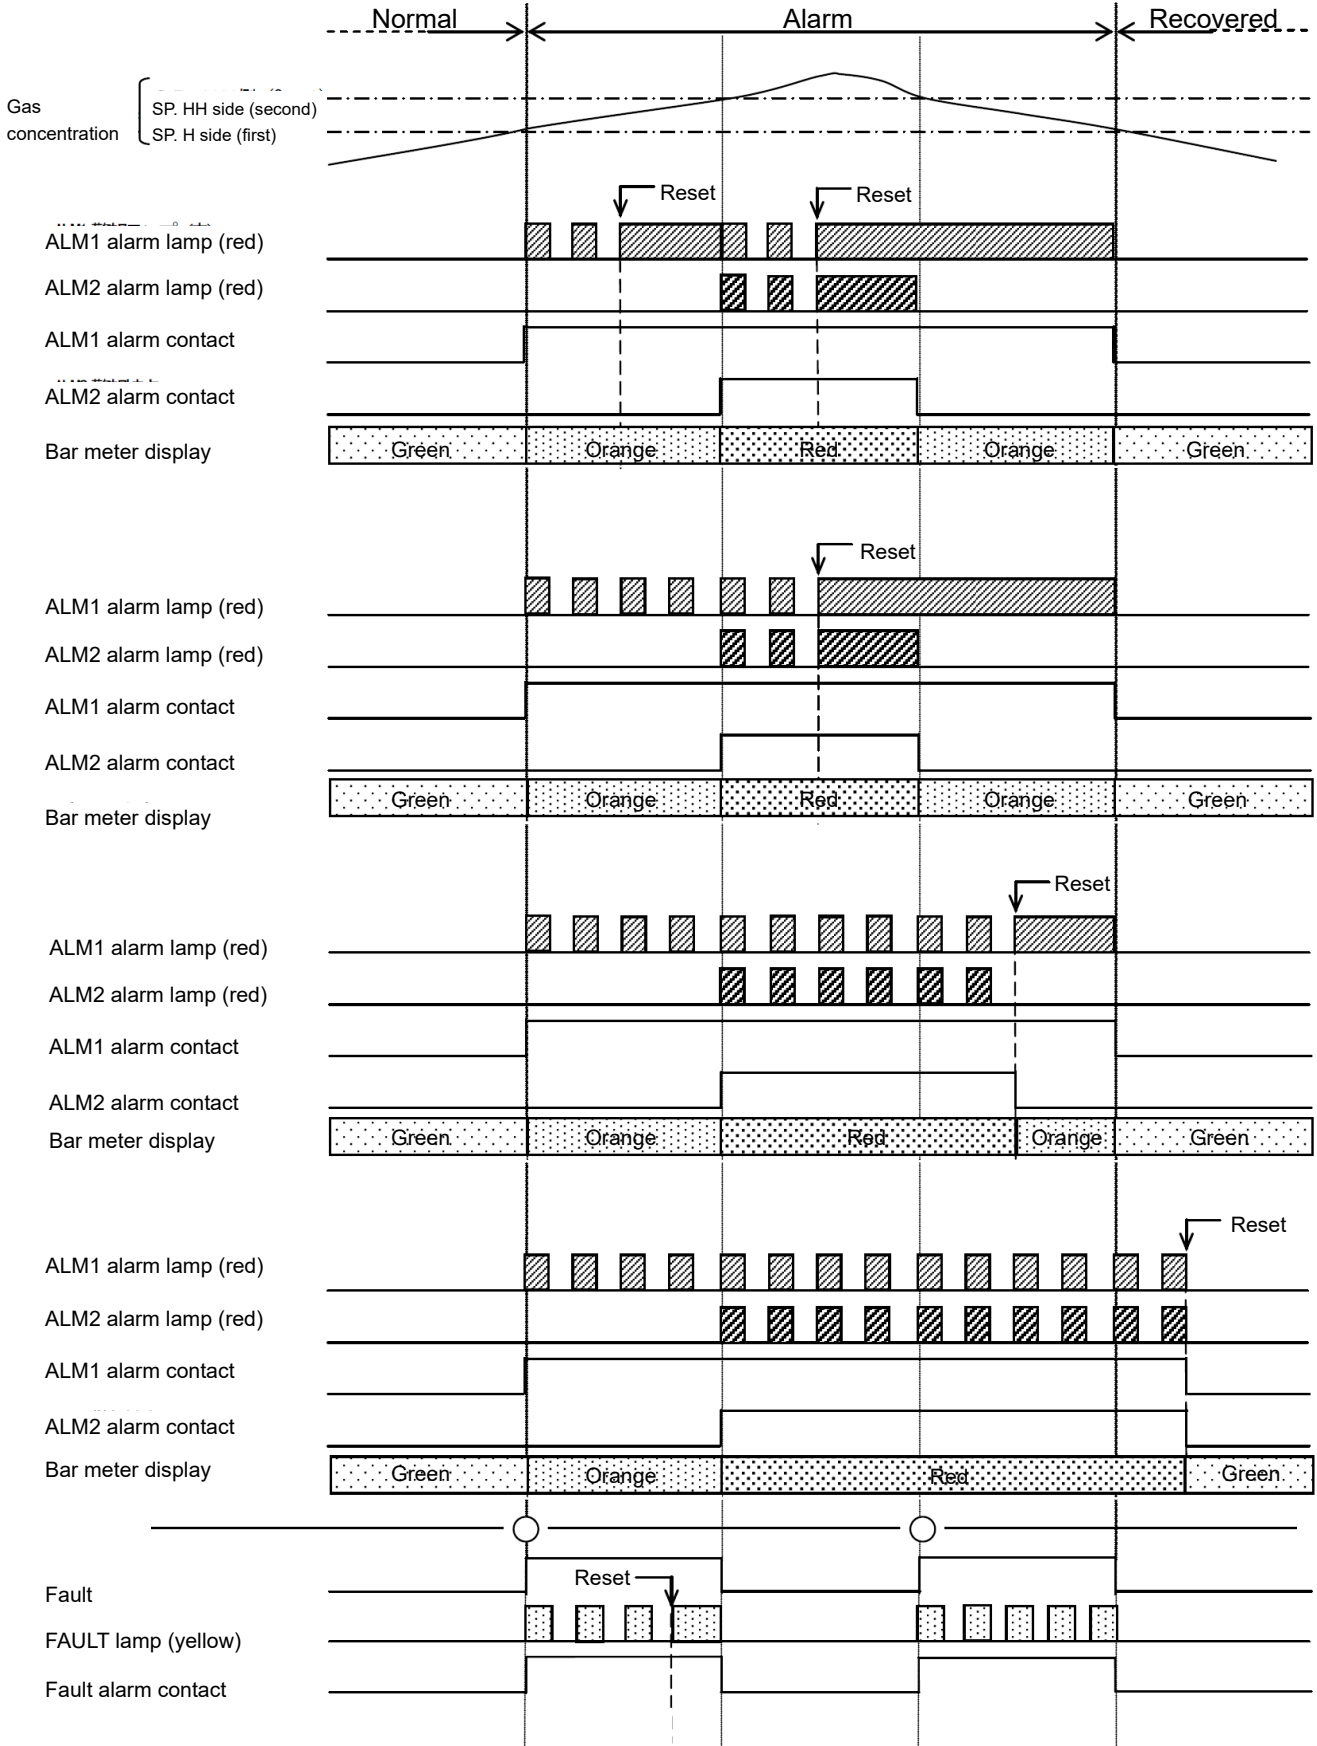 Normal Alarm Recovered
Gas
concentration
SP. HH side (second)
SP. H side (first)
Reset Reset
ALM1 alarm lamp (red)
ALM2 alarm lamp (red)
ALM1 alarm contact
ALM2 alarm contact
Bar meter display
Green Orange Red Orange Green
Reset
ALM1 alarm lamp (red)
ALM2 alarm lamp (red)
ALM1 alarm contact
ALM2 alarm contact
Bar meter display
Green Orange Red Orange Green
Reset
ALM1 alarm lamp (red)
ALM2 alarm lamp (red)
ALM1 alarm contact
ALM2 alarm contact
Bar meter display
Green Orange Red Orange Green
Reset
ALM1 alarm lamp (red)
ALM2 alarm lamp (red)
ALM1 alarm contact
ALM2 alarm contact
Bar meter display
Green Orange Red Green
Reset
Fault
FAULT lamp (yellow)
Fault alarm contact